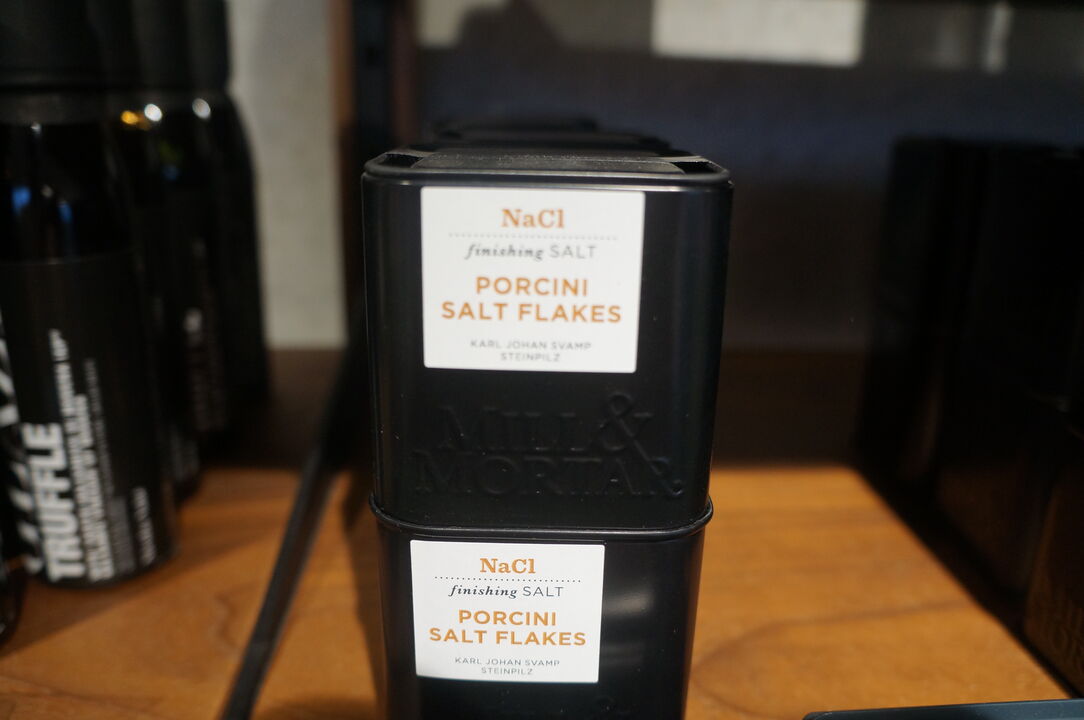 NaCl
finishing SALT
PORCINI
SALT FLAKES
KARL JOHAN SVAMP
STEINPILZ
MILL &
MORTAR
NaCl
finishing SALT
PORCINI
SALT FLAKES
KARL JOHAN SVAMP
STEINPILZ
TRUFFLE